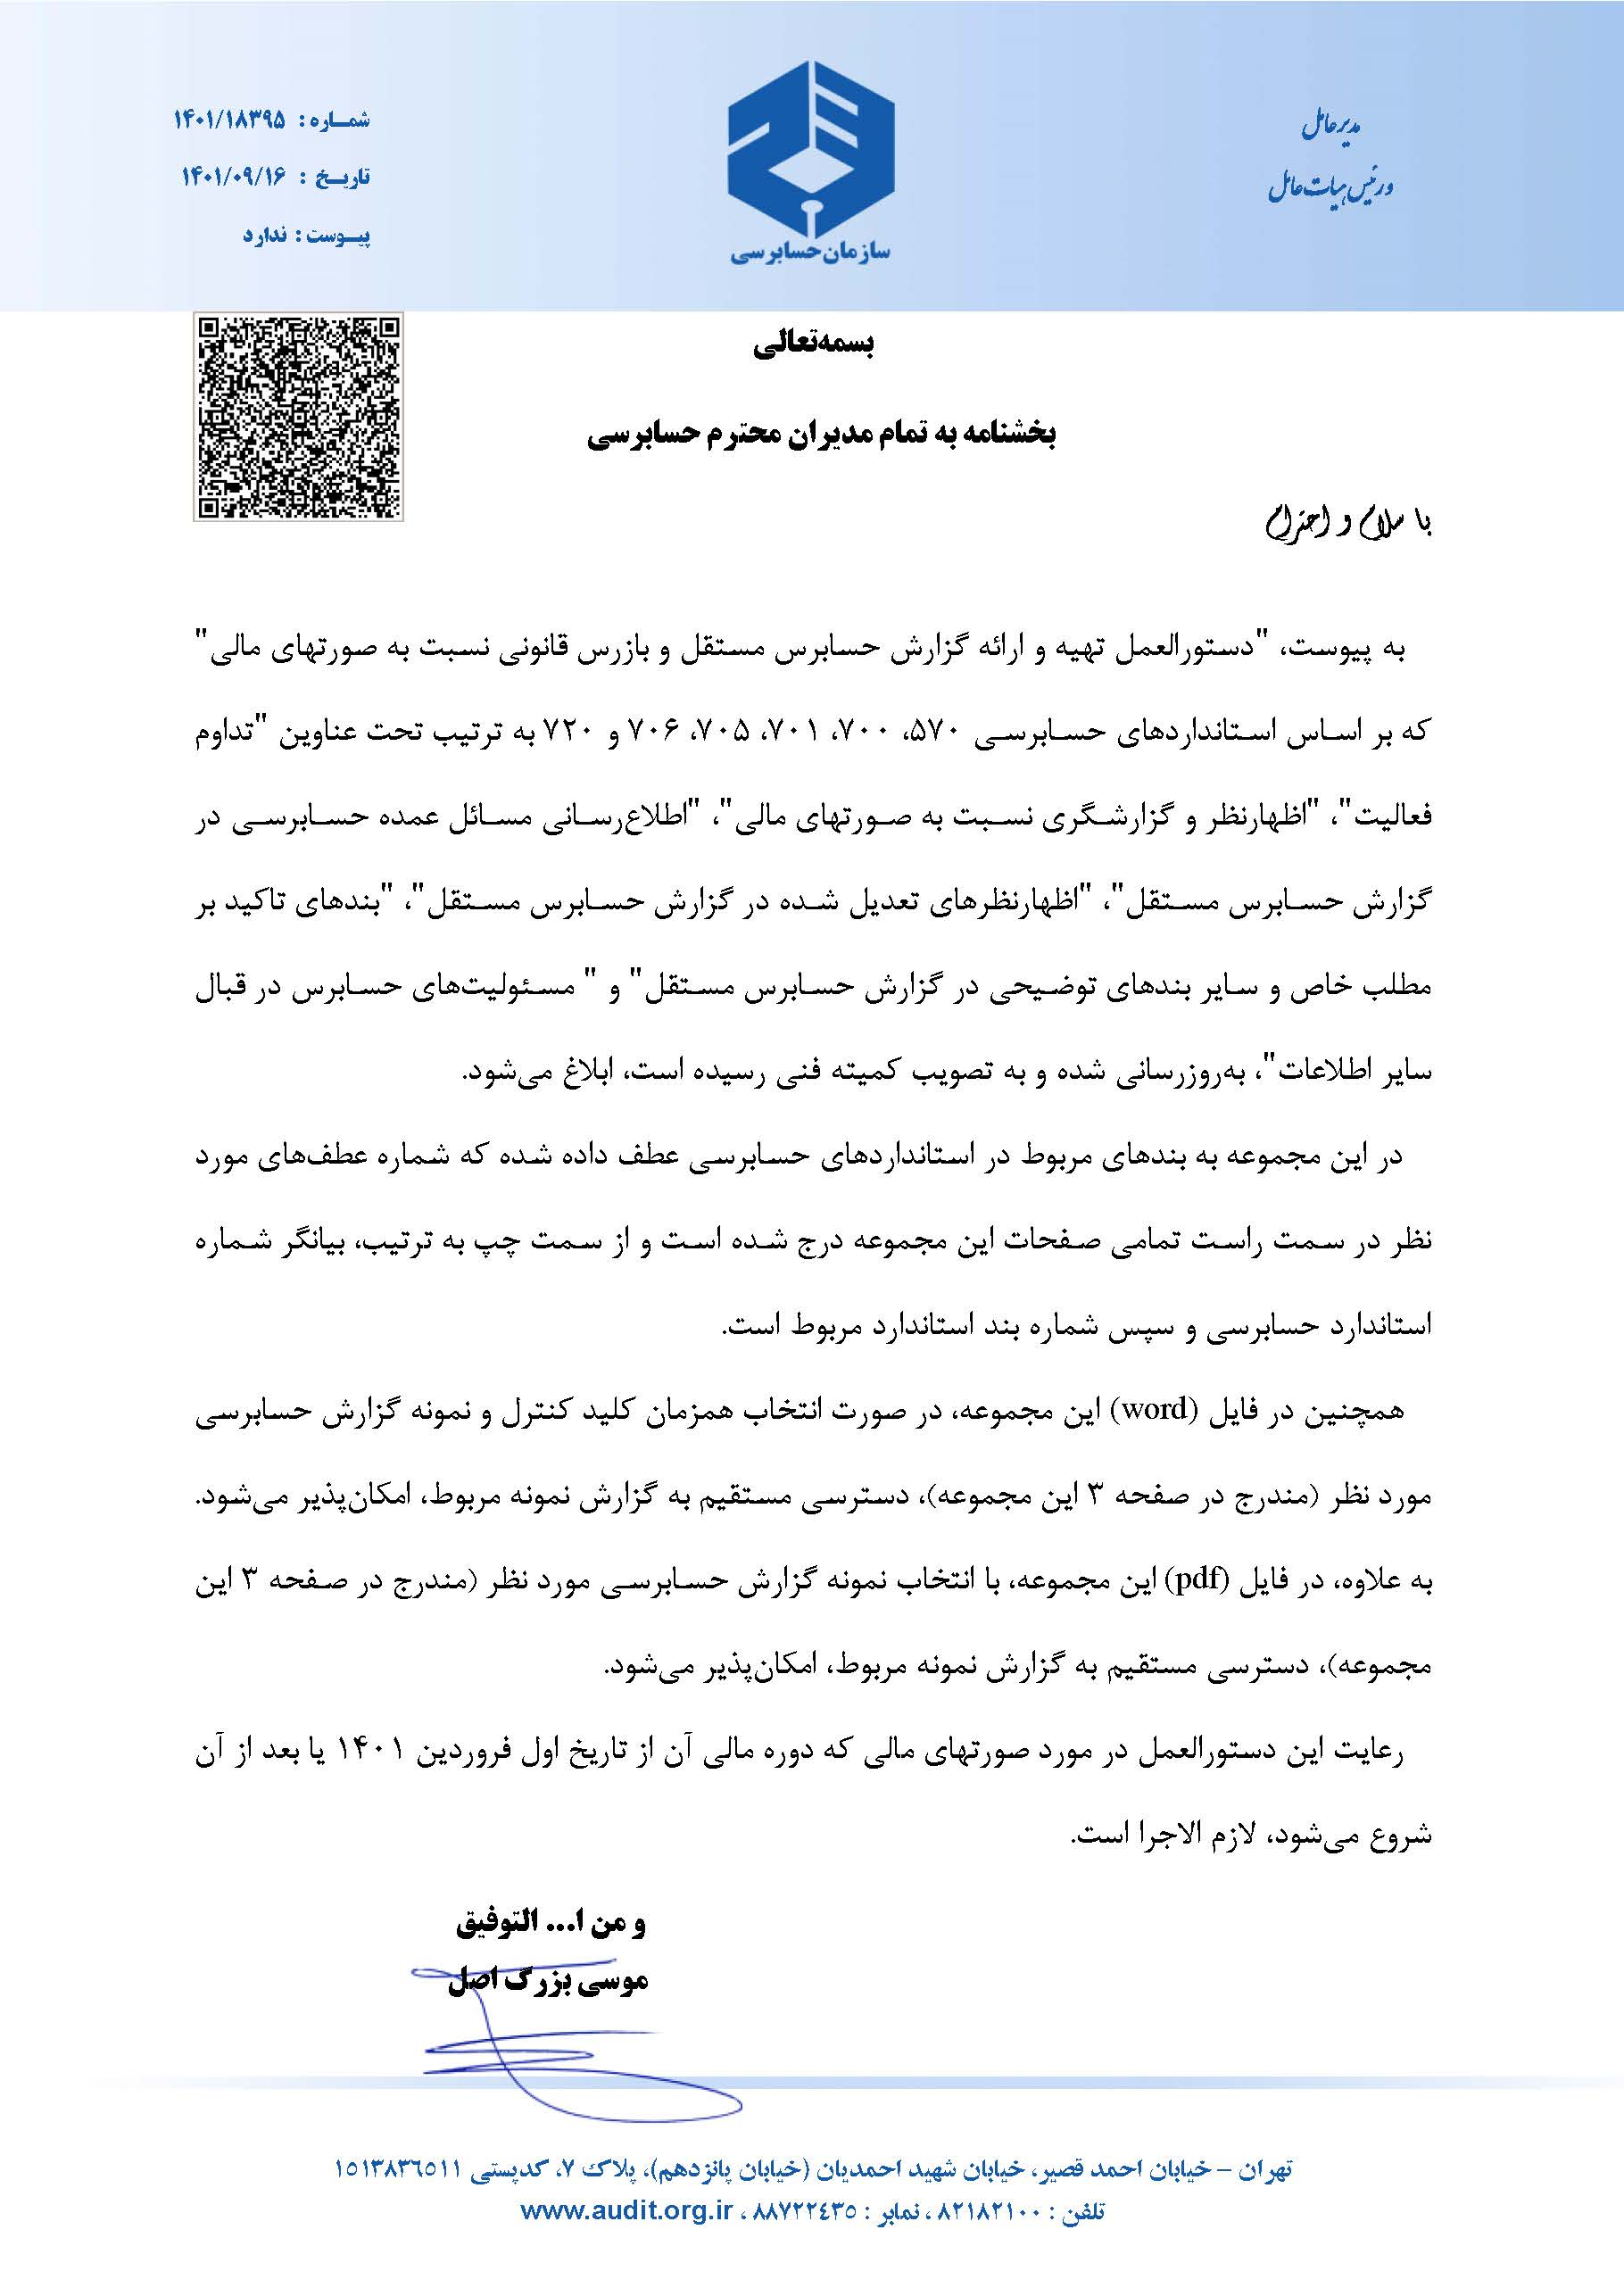 مدیرعامل
و رئیس هیات عامل
سازمان حسابرسی
شمــاره : ۱۴۰۱/۱۸۳۹۵
تاریــخ : ۱۴۰۱/۰۹/۱۶
پیــوست : ندارد
بسمه‌تعالی
بخشنامه به تمام مدیران محترم حسابرسی
با سلام و احترام
به پیوست، "دستورالعمل تهیه و ارائه گزارش حسابرس مستقل و بازرس قانونی نسبت به صورتهای مالی"
که بر اساس استانداردهای حسابرسی ۵۷۰، ۷۰۰، ۷۰۱، ۷۰۵، ۷۰۶ و ۷۲۰ به ترتیب تحت عناوین "تداوم
فعالیت"، "اظهارنظر و گزارشگری نسبت به صورتهای مالی"، "اطلاع‌رسانی مسائل عمده حسابرسی در
گزارش حسابرس مستقل"، "اظهارنظرهای تعدیل شده در گزارش حسابرس مستقل"، "بندهای تاکید بر
مطلب خاص و سایر بندهای توضیحی در گزارش حسابرس مستقل" و " مسئولیت‌های حسابرس در قبال
سایر اطلاعات"، به‌روزرسانی شده و به تصویب کمیته فنی رسیده است، ابلاغ می‌شود.
در این مجموعه به بندهای مربوط در استانداردهای حسابرسی عطف داده شده که شماره عطف‌های مورد
نظر در سمت راست تمامی صفحات این مجموعه درج شده است و از سمت چپ به ترتیب، بیانگر شماره
استاندارد حسابرسی و سپس شماره بند استاندارد مربوط است.
همچنین در فایل (word) این مجموعه، در صورت انتخاب همزمان کلید کنترل و نمونه گزارش حسابرسی
مورد نظر (مندرج در صفحه ۳ این مجموعه)، دسترسی مستقیم به گزارش نمونه مربوط، امکان‌پذیر می‌شود.
به علاوه، در فایل (pdf) این مجموعه، با انتخاب نمونه گزارش حسابرسی مورد نظر (مندرج در صفحه ۳ این
مجموعه)، دسترسی مستقیم به گزارش نمونه مربوط، امکان‌پذیر می‌شود.
رعایت این دستورالعمل در مورد صورتهای مالی که دوره مالی آن از تاریخ اول فروردین ۱۴۰۱ یا بعد از آن
شروع می‌شود، لازم الاجرا است.
و من ا... التوفیق
موسی بزرگ اصل
تهران – خیابان احمد قصیر، خیابان شهید احمدیان (خیابان پانزدهم)، پلاک ۷، کدپستی ۱۵۱۳۸۳۶۵۱۱
تلفن : ۸۲۱۸۲۱۰۰ ، نمابر : ۸۸۷۲۲۴۳۵ ، www.audit.org.ir